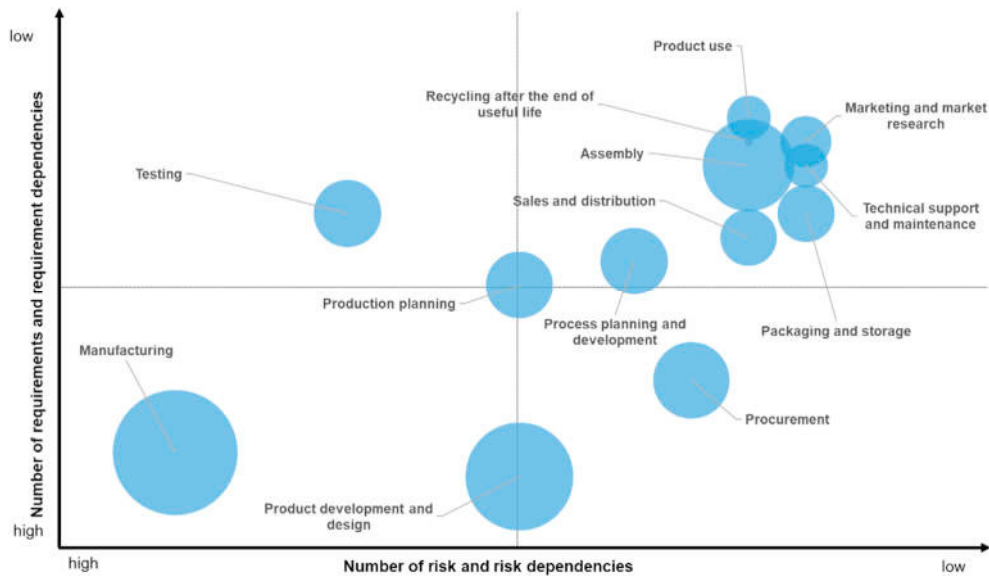 low
Product use
Recycling after the end of
useful life
Marketing and market
research
Assembly
Testing
Sales and distribution
Technical support
and maintenance
Production planning
Process planning and
development
Packaging and storage
Manufacturing
Procurement
Product development and
design
Number of requirements and requirement dependencies
high
high
Number of risk and risk dependencies
low